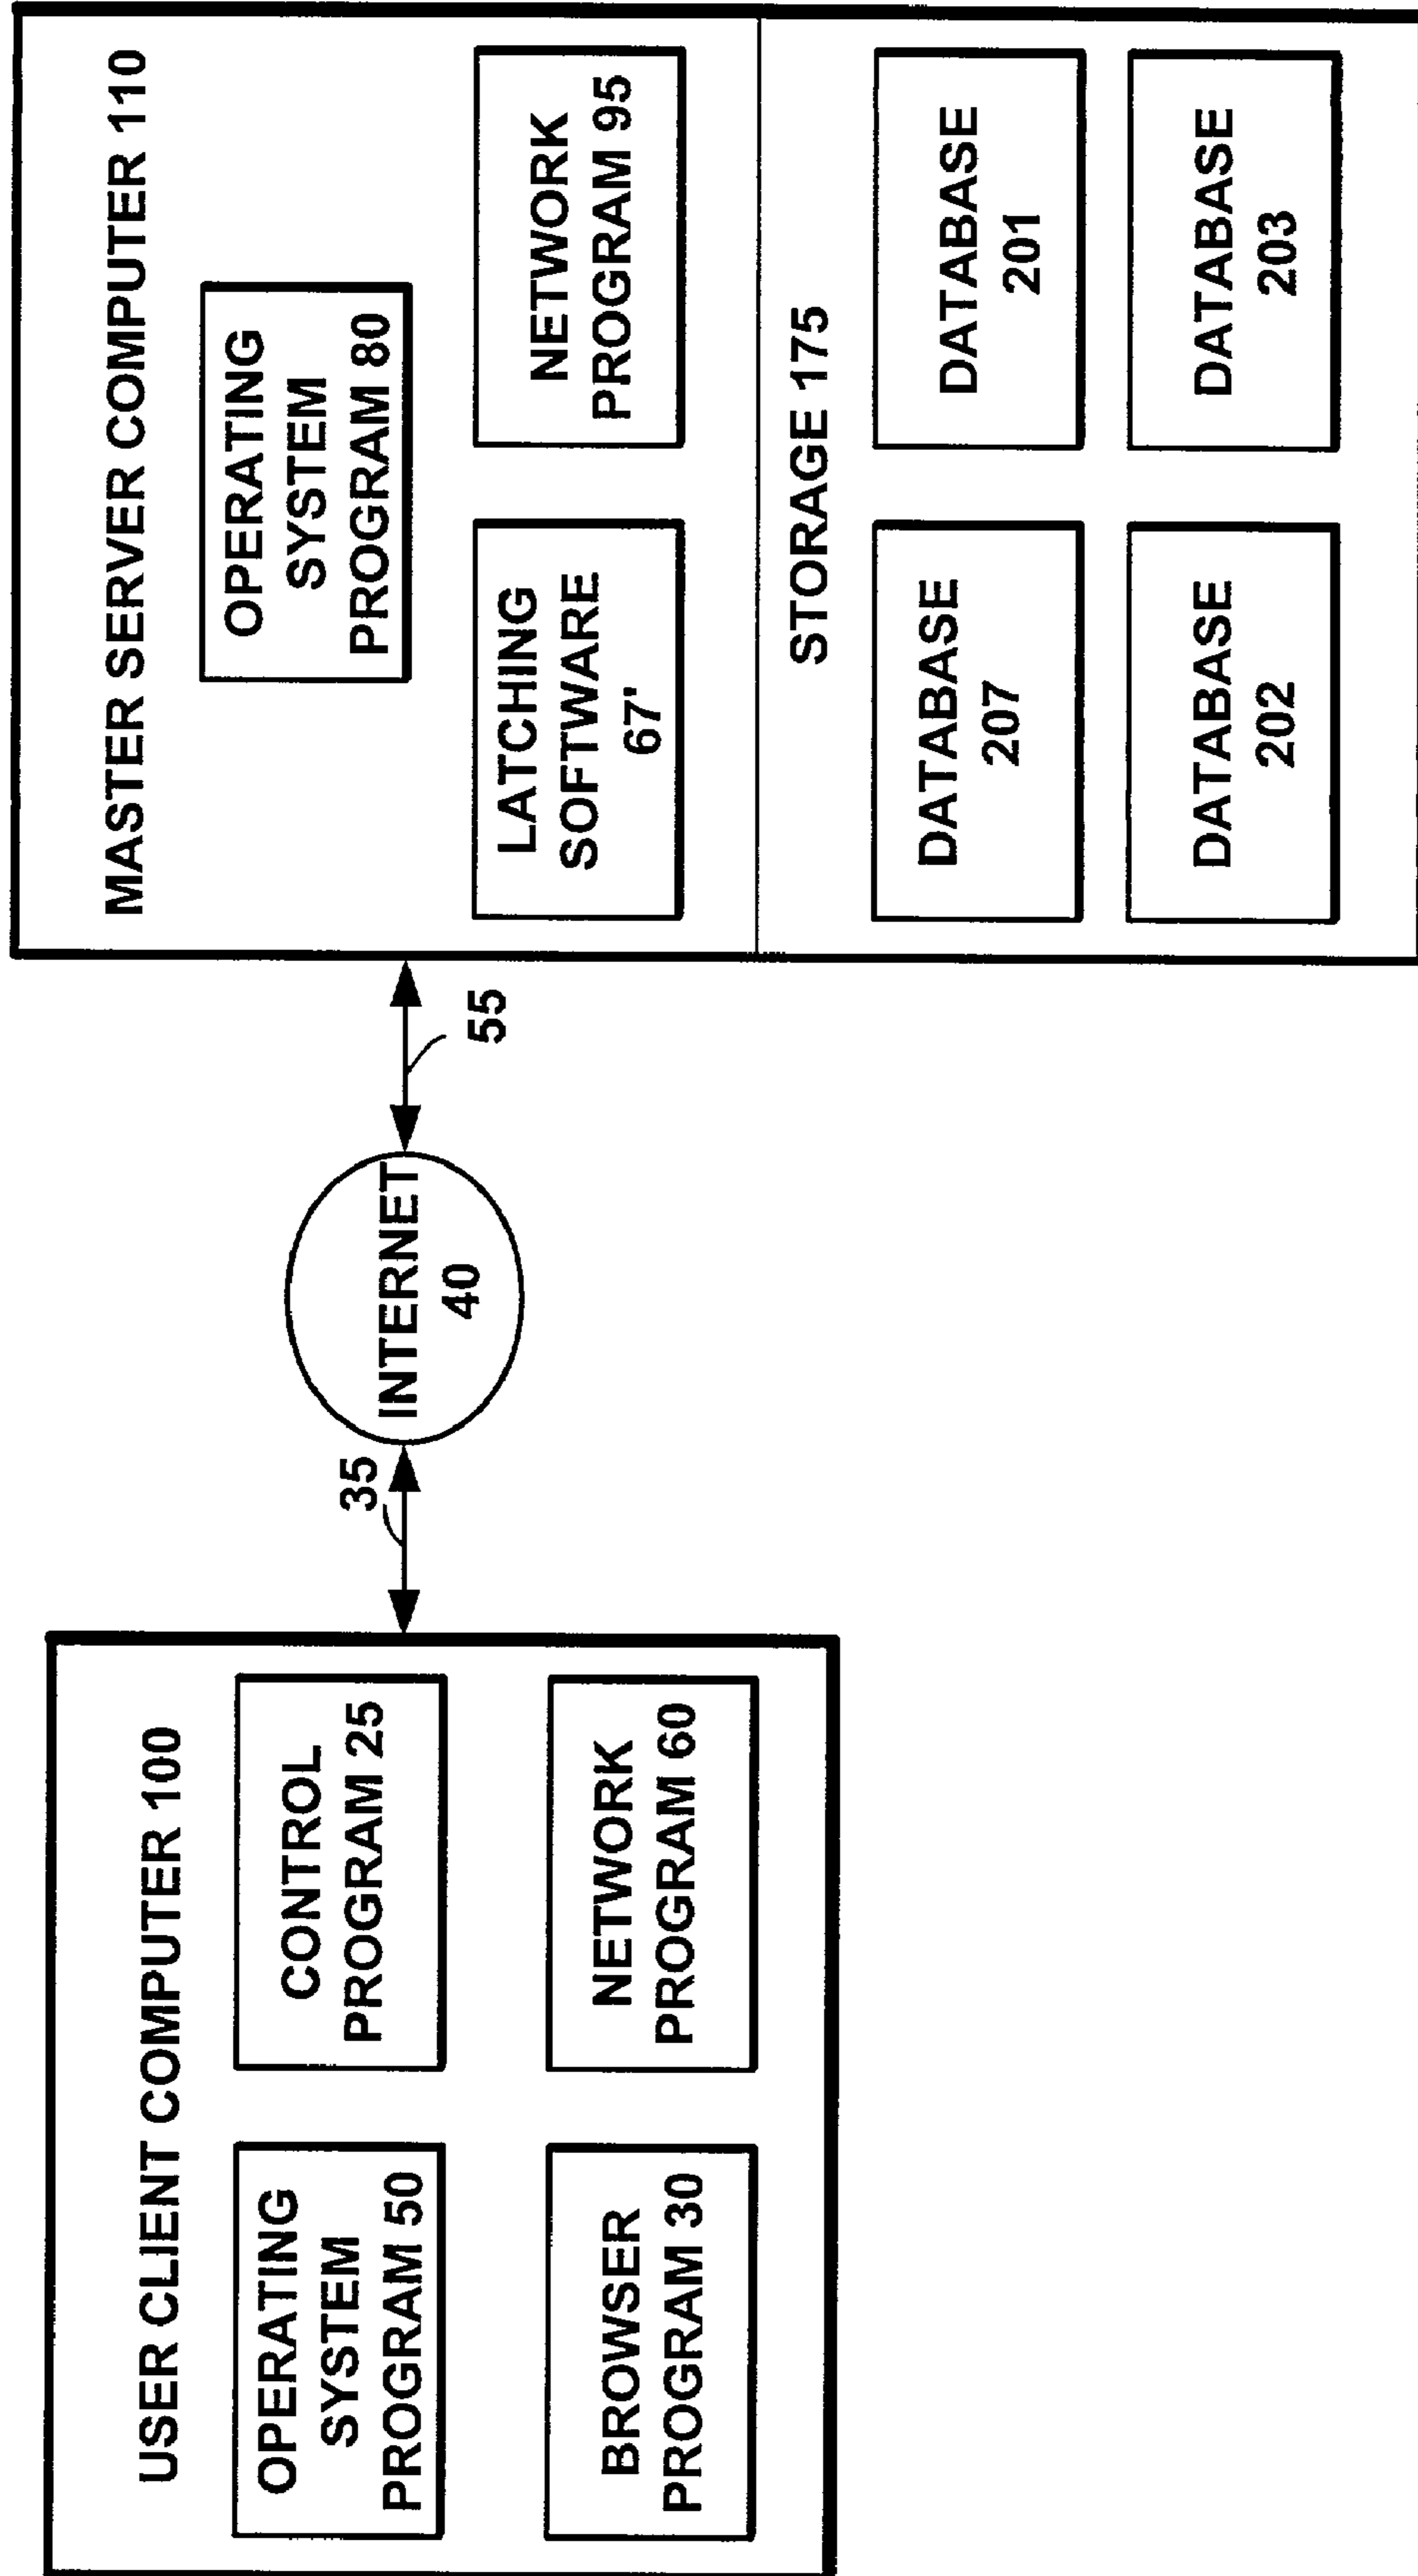 USER CLIENT COMPUTER 100
OPERATING
SYSTEM
PROGRAM 50
CONTROL
PROGRAM 25
BROWSER
PROGRAM 30
NETWORK
PROGRAM 60
35
INTERNET
40
55
MASTER SERVER COMPUTER 110
OPERATING
SYSTEM
PROGRAM 80
LATCHING
SOFTWARE
67'
NETWORK
PROGRAM 95
STORAGE 175
DATABASE
207
DATABASE
201
DATABASE
202
DATABASE
203